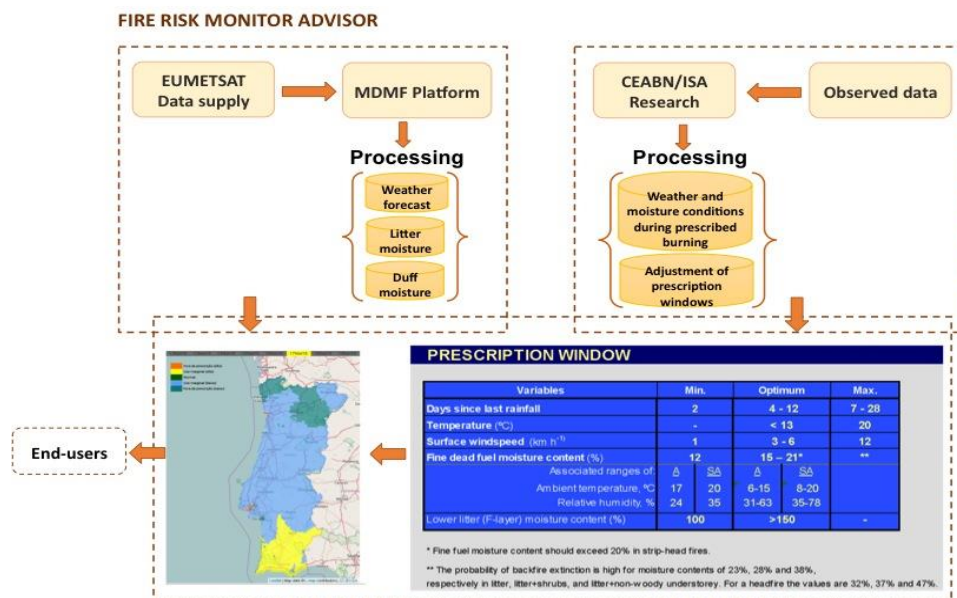 FIRE RISK MONITOR ADVISOR
EUMETSAT
Data supply
MDMF Platform
CEABN/ISA
Research
Observed data
Processing
Weather
forecast
Litter
moisture
Duff
moisture
Processing
Weather and
moisture conditions
during prescribed
burning
Adjustment of
prescription
windows
End-users
PRESCRIPTION WINDOW
Variables Min. Optimum Max.
Days since last rainfall 2 4 - 12 7 - 28
Temperature (ºC) - < 13 20
Surface windspeed (km h⁻¹) 1 3 - 6 12
Fine dead fuel moisture content (%) 12 15 – 21* **
Associated ranges of: A SA A SA
Ambient temperature, ºC 17 20 6-15 8-20
Relative humidity, % 24 35 31-63 35-78
Lower litter (F-layer) moisture content (%) 100 >150 -
* Fine fuel moisture content should exceed 20% in strip-head fires.
** The probability of backfire extinction is high for moisture contents of 23%, 28% and 38%,
respectively in litter, litter+shrubs, and litter+non-woody understorey. For a headfire the values are 32%, 37% and 47%.